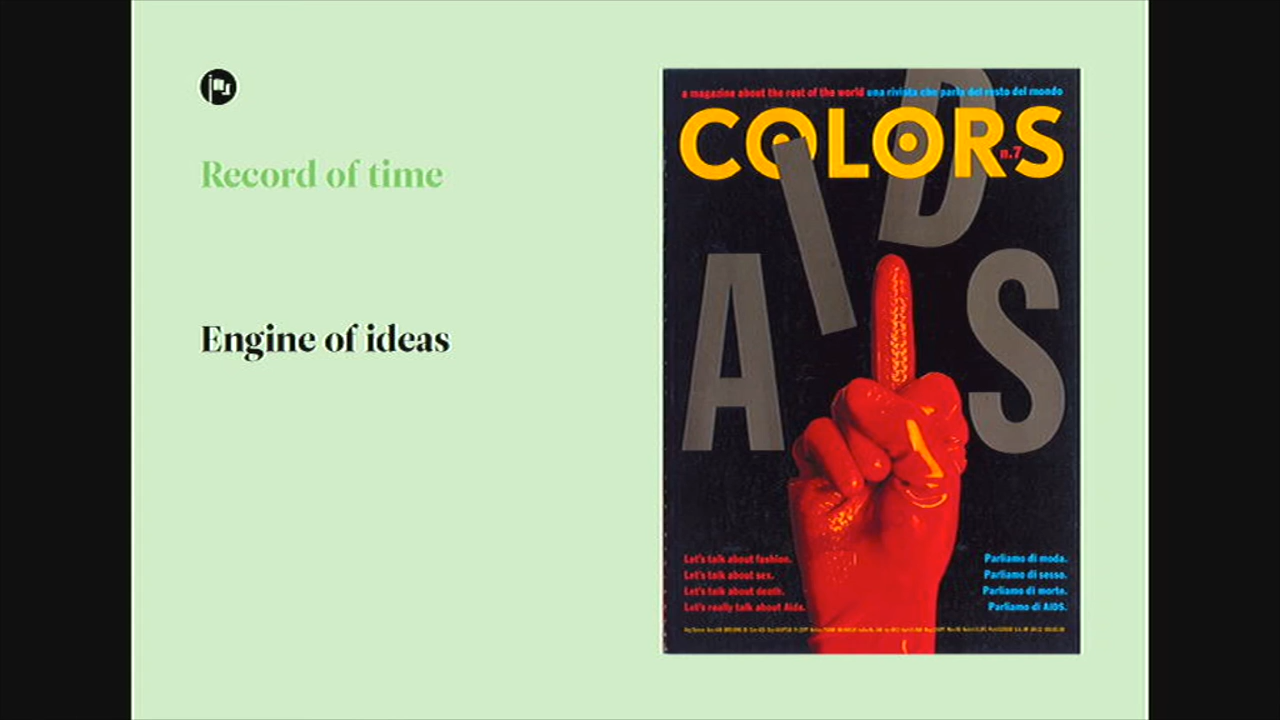 Record of time
Engine of ideas
a magazine about the rest of the world una rivista che parla del resto del mondo
COLORS
n.7
AIDS
Let's talk about fashion.
Let's talk about sex.
Let's talk about death.
Let's really talk about Aids.
Parliamo di moda.
Parliamo di sesso.
Parliamo di morte.
Parliamo di AIDS.